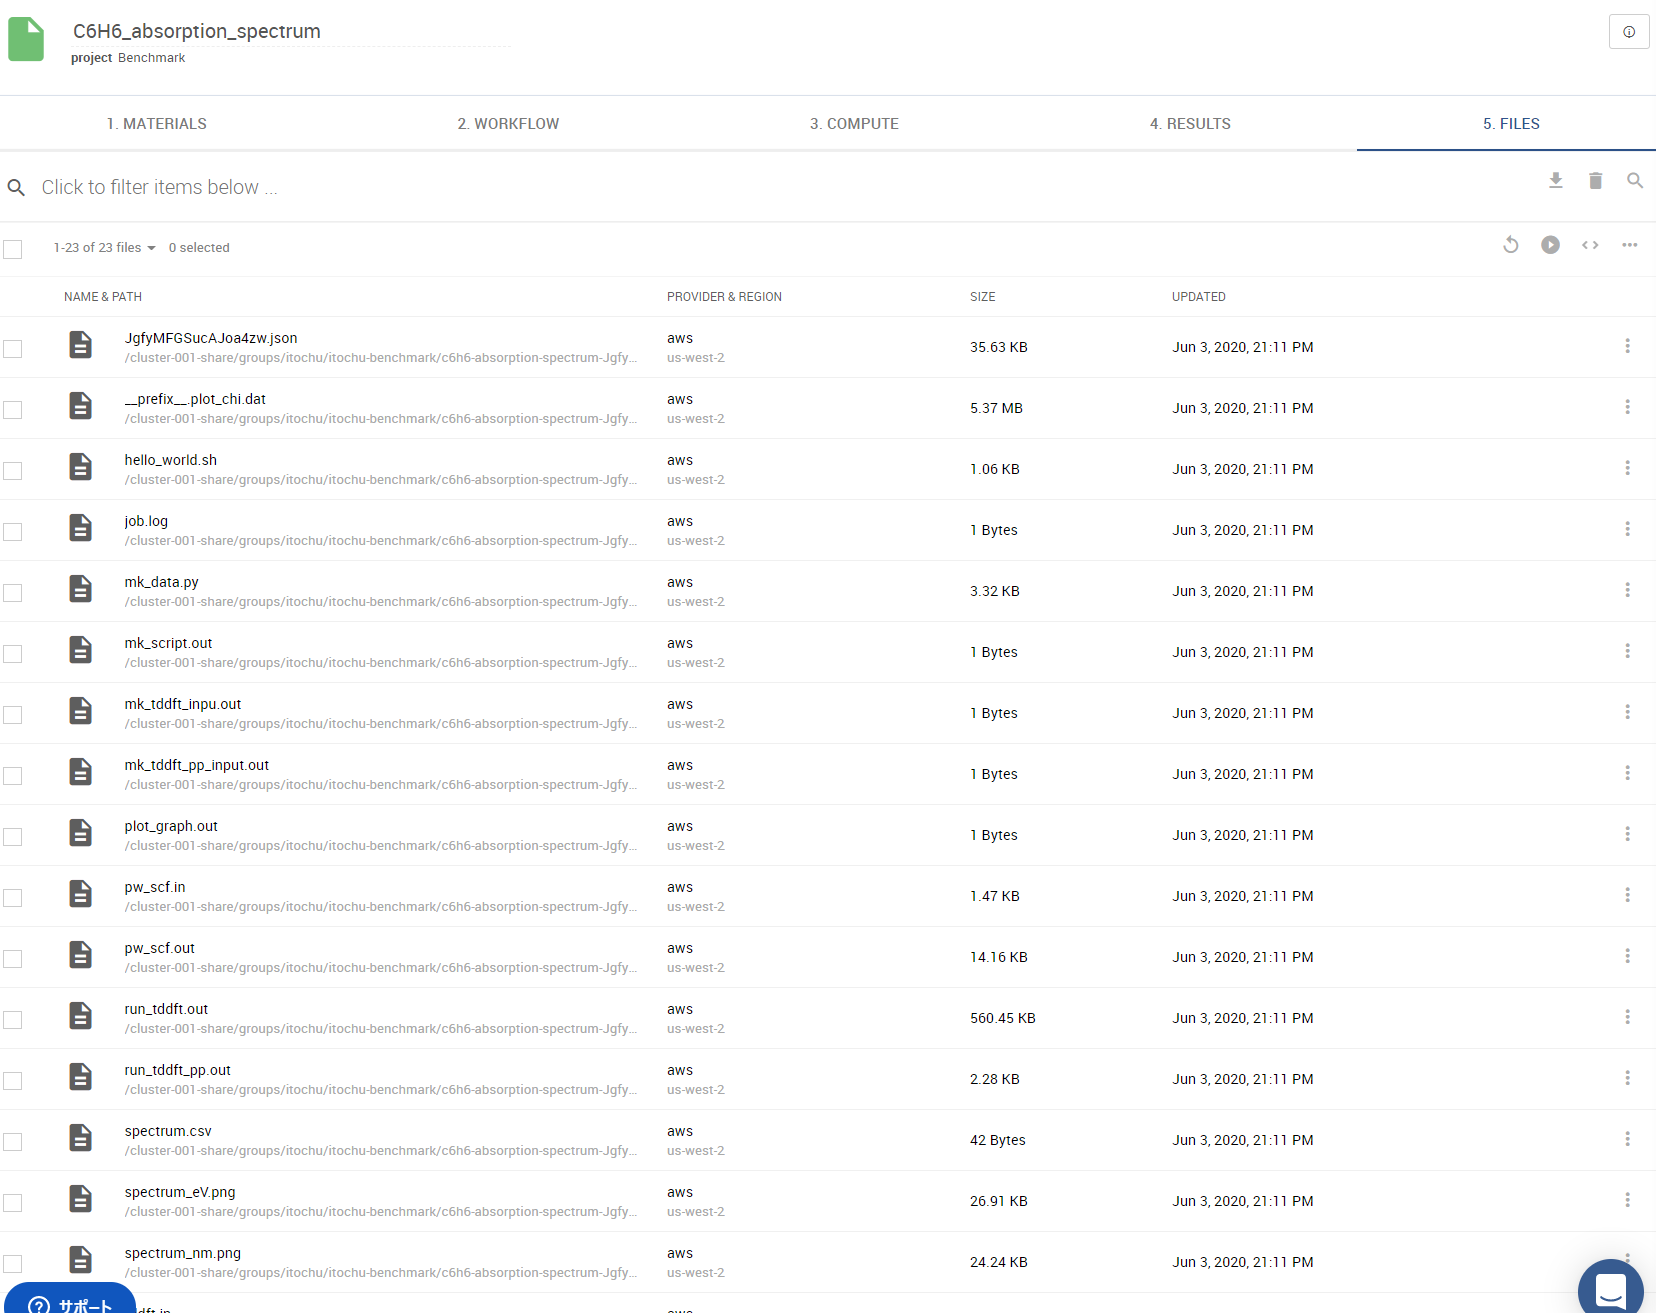 C6H6_absorption_spectrum
project Benchmark
1. MATERIALS 2. WORKFLOW 3. COMPUTE 4. RESULTS 5. FILES
Click to filter items below ...
1-23 of 23 files 0 selected
NAME & PATH PROVIDER & REGION SIZE UPDATED
JgfyMFGSucAJoa4zw.json aws
/cluster-001-share/groups/itochu/itochu-benchmark/c6h6-absorption-spectrum-Jgfy... us-west-2 35.63 KB Jun 3, 2020, 21:11 PM
__prefix__.plot_chi.dat aws
/cluster-001-share/groups/itochu/itochu-benchmark/c6h6-absorption-spectrum-Jgfy... us-west-2 5.37 MB Jun 3, 2020, 21:11 PM
hello_world.sh aws
/cluster-001-share/groups/itochu/itochu-benchmark/c6h6-absorption-spectrum-Jgfy... us-west-2 1.06 KB Jun 3, 2020, 21:11 PM
job.log aws
/cluster-001-share/groups/itochu/itochu-benchmark/c6h6-absorption-spectrum-Jgfy... us-west-2 1 Bytes Jun 3, 2020, 21:11 PM
mk_data.py aws
/cluster-001-share/groups/itochu/itochu-benchmark/c6h6-absorption-spectrum-Jgfy... us-west-2 3.32 KB Jun 3, 2020, 21:11 PM
mk_script.out aws
/cluster-001-share/groups/itochu/itochu-benchmark/c6h6-absorption-spectrum-Jgfy... us-west-2 1 Bytes Jun 3, 2020, 21:11 PM
mk_tddft_inpu.out aws
/cluster-001-share/groups/itochu/itochu-benchmark/c6h6-absorption-spectrum-Jgfy... us-west-2 1 Bytes Jun 3, 2020, 21:11 PM
mk_tddft_pp_input.out aws
/cluster-001-share/groups/itochu/itochu-benchmark/c6h6-absorption-spectrum-Jgfy... us-west-2 1 Bytes Jun 3, 2020, 21:11 PM
plot_graph.out aws
/cluster-001-share/groups/itochu/itochu-benchmark/c6h6-absorption-spectrum-Jgfy... us-west-2 1 Bytes Jun 3, 2020, 21:11 PM
pw_scf.in aws
/cluster-001-share/groups/itochu/itochu-benchmark/c6h6-absorption-spectrum-Jgfy... us-west-2 1.47 KB Jun 3, 2020, 21:11 PM
pw_scf.out aws
/cluster-001-share/groups/itochu/itochu-benchmark/c6h6-absorption-spectrum-Jgfy... us-west-2 14.16 KB Jun 3, 2020, 21:11 PM
run_tddft.out aws
/cluster-001-share/groups/itochu/itochu-benchmark/c6h6-absorption-spectrum-Jgfy... us-west-2 560.45 KB Jun 3, 2020, 21:11 PM
run_tddft_pp.out aws
/cluster-001-share/groups/itochu/itochu-benchmark/c6h6-absorption-spectrum-Jgfy... us-west-2 2.28 KB Jun 3, 2020, 21:11 PM
spectrum.csv aws
/cluster-001-share/groups/itochu/itochu-benchmark/c6h6-absorption-spectrum-Jgfy... us-west-2 42 Bytes Jun 3, 2020, 21:11 PM
spectrum_eV.png aws
/cluster-001-share/groups/itochu/itochu-benchmark/c6h6-absorption-spectrum-Jgfy... us-west-2 26.91 KB Jun 3, 2020, 21:11 PM
spectrum_nm.png aws
/cluster-001-share/groups/itochu/itochu-benchmark/c6h6-absorption-spectrum-Jgfy... us-west-2 24.24 KB Jun 3, 2020, 21:11 PM
サポート